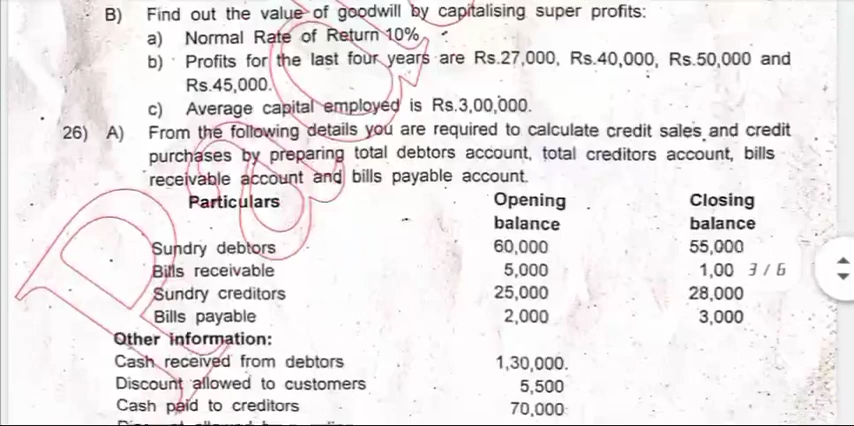 B) Find out the value of goodwill by capitalising super profits:
a) Normal Rate of Return 10%
b) Profits for the last four years are Rs.27,000, Rs.40,000, Rs.50,000 and
Rs.45,000.
c) Average capital employed is Rs.3,00,000.
26) A) From the following details you are required to calculate credit sales and credit
purchases by preparing total debtors account, total creditors account, bills
receivable account and bills payable account.
Particulars Opening Closing
balance balance
Sundry debtors 60,000 55,000
Bills receivable 5,000 1,00 3 / 6
Sundry creditors 25,000 28,000
Bills payable 2,000 3,000
Other information:
Cash received from debtors 1,30,000.
Discount allowed to customers 5,500
Cash paid to creditors 70,000